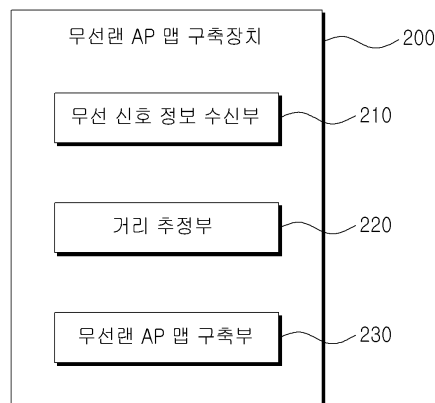 무선랜 AP 맵 구축장치
200
무선 신호 정보 수신부
210
거리 추정부
220
무선랜 AP 맵 구축부
230